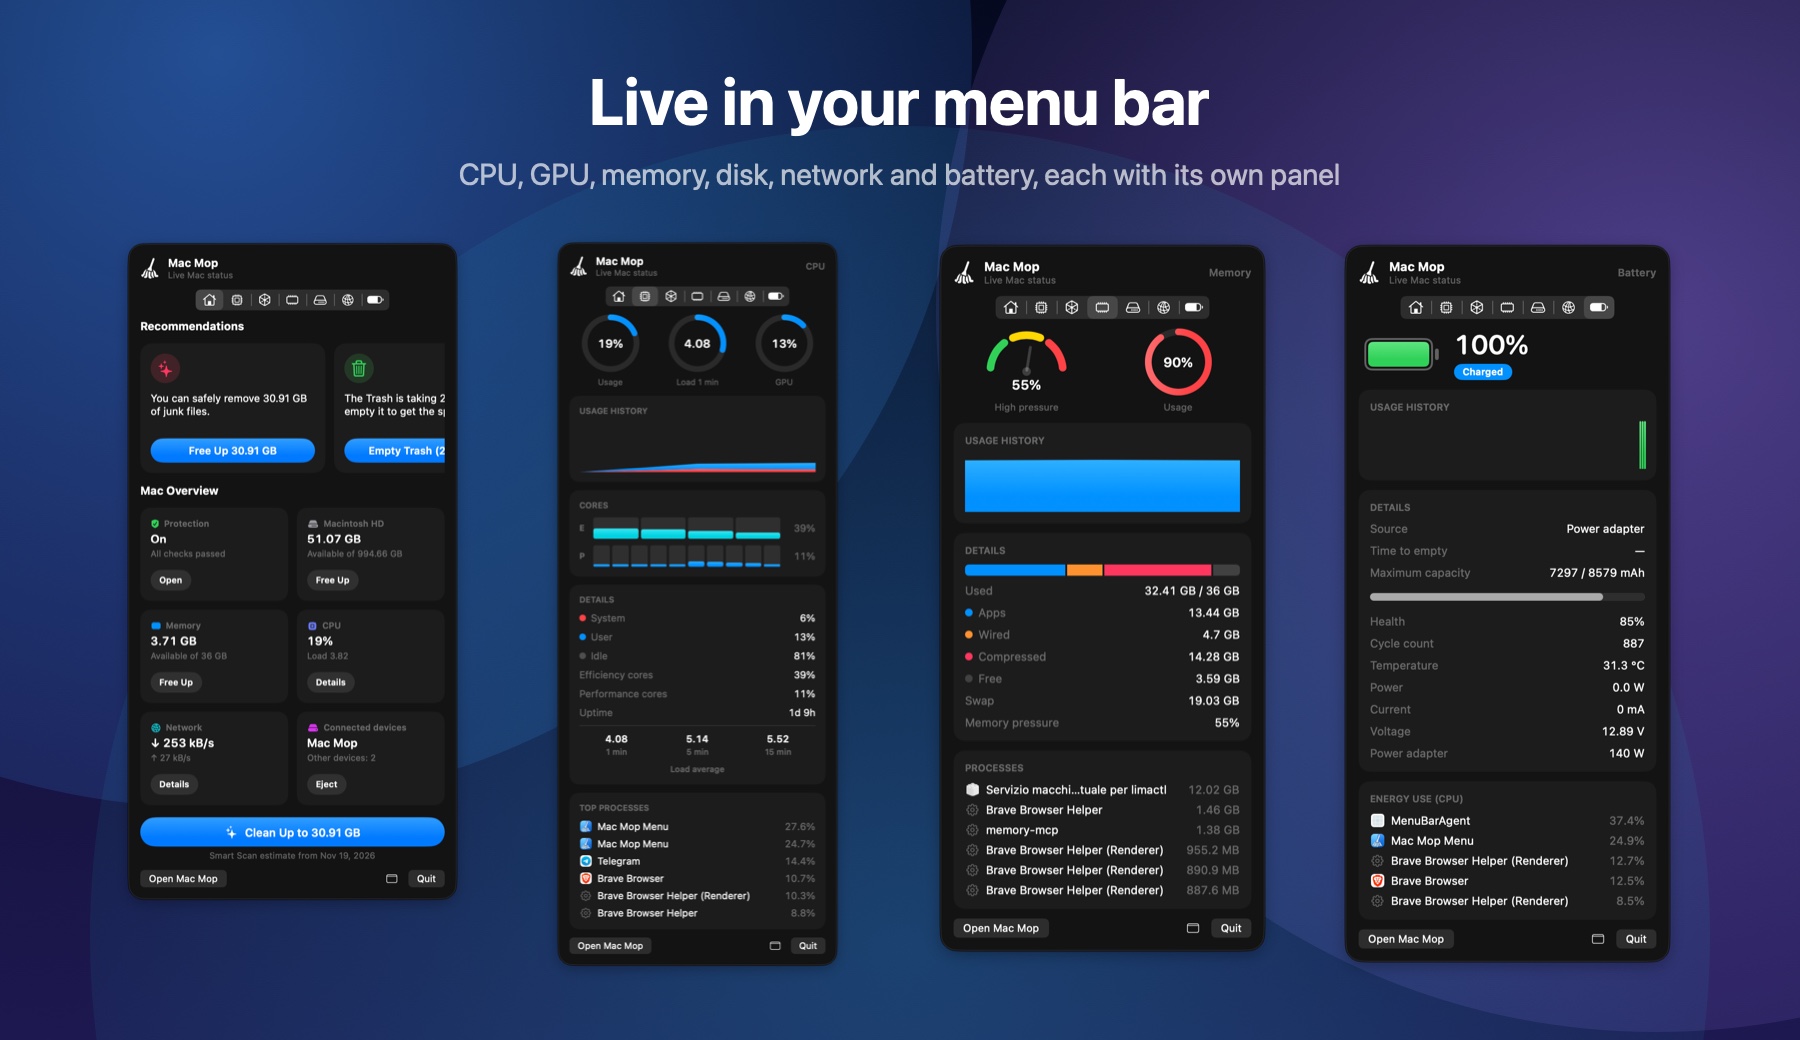 Live in your menu bar
CPU, GPU, memory, disk, network and battery, each with its own panel
Mac Mop
Live Mac status
Recommendations
You can safely remove 30.91 GB
of junk files.
Free Up 30.91 GB
The Trash is taking 2
empty it to get the
Empty Trash (2
Mac Overview
Protection
On
All checks passed
Open
Macintosh HD
51.07 GB
Available of 994.66 GB
Free Up
Memory
3.71 GB
Available of 36 GB
Free Up
CPU
19%
Load 3.82
Details
Network
↓ 253 kB/s
↑ 27 kB/s
Details
Connected devices
Mac Mop
Other devices: 2
Eject
Clean Up to 30.91 GB
Smart Scan estimate from Nov 19, 2026
Open Mac Mop Quit
Mac Mop
Live Mac status
CPU
19% 4.08 13%
Usage Load 1 min GPU
USAGE HISTORY
CORES
E 39%
P 11%
DETAILS
System 6%
User 13%
Idle 81%
Efficiency cores 39%
Performance cores 11%
Uptime 1d 9h
4.08 5.14 5.52
1 min 5 min 15 min
Load average
TOP PROCESSES
Mac Mop Menu 27.6%
Mac Mop Menu 24.7%
Telegram 14.4%
Brave Browser 10.7%
Brave Browser Helper (Renderer) 10.3%
Brave Browser Helper 8.8%
Open Mac Mop Quit
Mac Mop
Live Mac status
Memory
55% 90%
High pressure Usage
USAGE HISTORY
DETAILS
Used 32.41 GB / 36 GB
Apps 13.44 GB
Wired 4.7 GB
Compressed 14.28 GB
Free 3.59 GB
Swap 19.03 GB
Memory pressure 55%
PROCESSES
Servizio macchi...tuale per limactl 12.02 GB
Brave Browser Helper 1.46 GB
memory-mcp 1.38 GB
Brave Browser Helper (Renderer) 955.2 MB
Brave Browser Helper (Renderer) 890.9 MB
Brave Browser Helper (Renderer) 887.6 MB
Open Mac Mop Quit
Mac Mop
Live Mac status
Battery
100%
Charged
USAGE HISTORY
DETAILS
Source Power adapter
Time to empty —
Maximum capacity 7297 / 8579 mAh
Health 85%
Cycle count 887
Temperature 31.3 °C
Power 0.0 W
Current 0 mA
Voltage 12.89 V
Power adapter 140 W
ENERGY USE (CPU)
MenuBarAgent 37.4%
Mac Mop Menu 24.9%
Brave Browser Helper (Renderer) 12.7%
Brave Browser 12.5%
Brave Browser Helper (Renderer) 8.5%
Open Mac Mop Quit